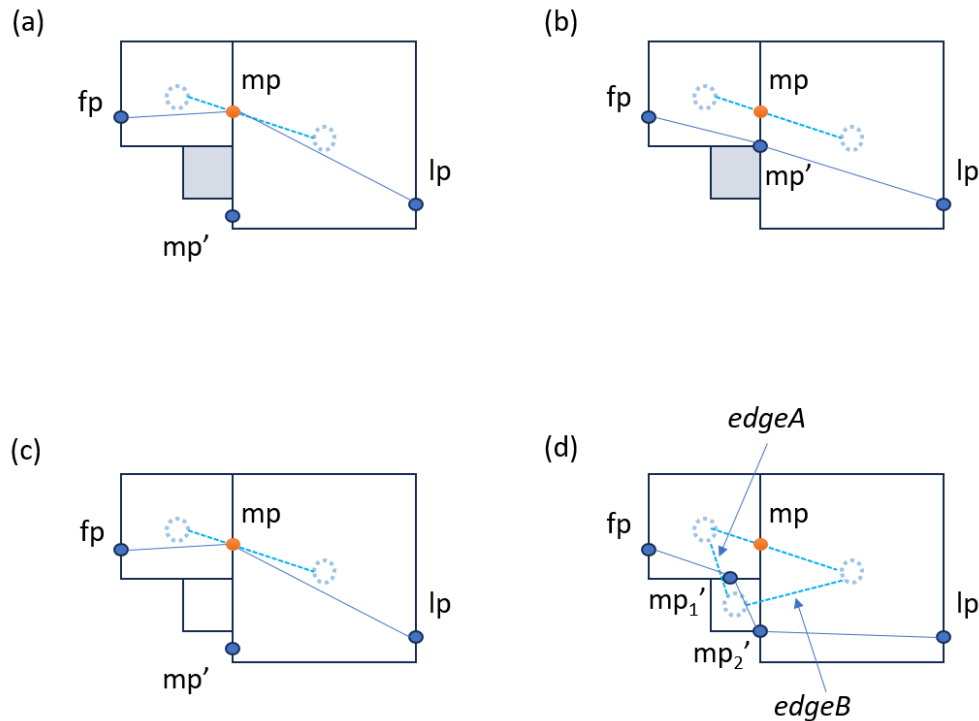 (a)
(b)
mp
mp
fp
fp
lp
lp
mp'
mp'
edgeA
(c)
(d)
mp
mp
fp
fp
lp
lp
mp₁'
mp'
mp₂'
edgeB